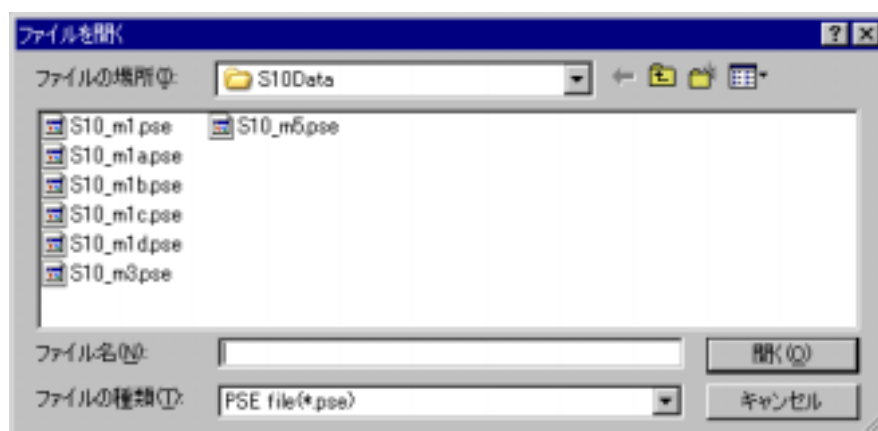 ファイルを開く
ファイルの場所(I):
S10Data
S10_m1.pse
S10_m5.pse
S10_m1a.pse
S10_m1b.pse
S10_m1c.pse
S10_m1d.pse
S10_m3.pse
ファイル名(N):
開く(O)
ファイルの種類(T):
PSE file(*.pse)
キャンセル